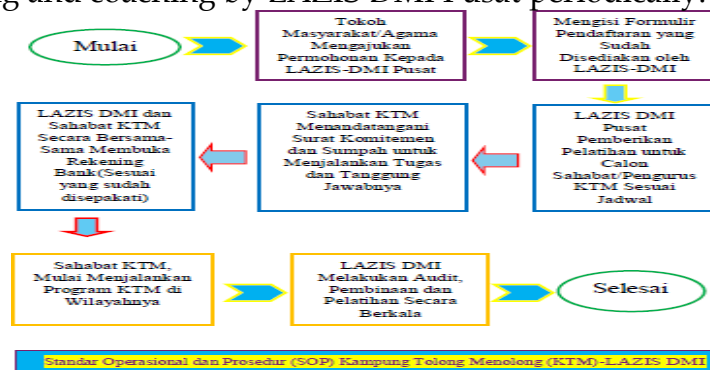 ng and coaching by LAZIS DMI Pusat periodically.
Mulai
Tokoh
Masyarakat/Agama
Mengajukan
Permohonan Kepada
LAZIS-DMI Pusat
Mengisi Formulir
Pendaftaran yang
Sudah
Disediakan oleh
LAZIS-DMI
LAZIS DMI
Pusat
Pemberikan
Pelatihan untuk
Calon
Sahabat/Pengurus
KTM Sesuai
Jadwal
Sahabat KTM
Menandatangani
Surat Komitemen
dan Sumpah untuk
Menjalankan Tugas
dan Tanggung
Jawabnya
LAZIS DMI dan
Sahabat KTM
Secara Bersama-
Sama Membuka
Rekening
Bank(Sesuai
yang sudah
disepakati)
Sahabat KTM,
Mulai Menjalankan
Program KTM di
Wilayahnya
LAZIS DMI
Melakukan Audit,
Pembinaan dan
Pelatihan Secara
Berkala
Selesai
Standar Operasional dan Prosedur (SOP) Kampung Tolong Menolong (KTM)-LAZIS DMI